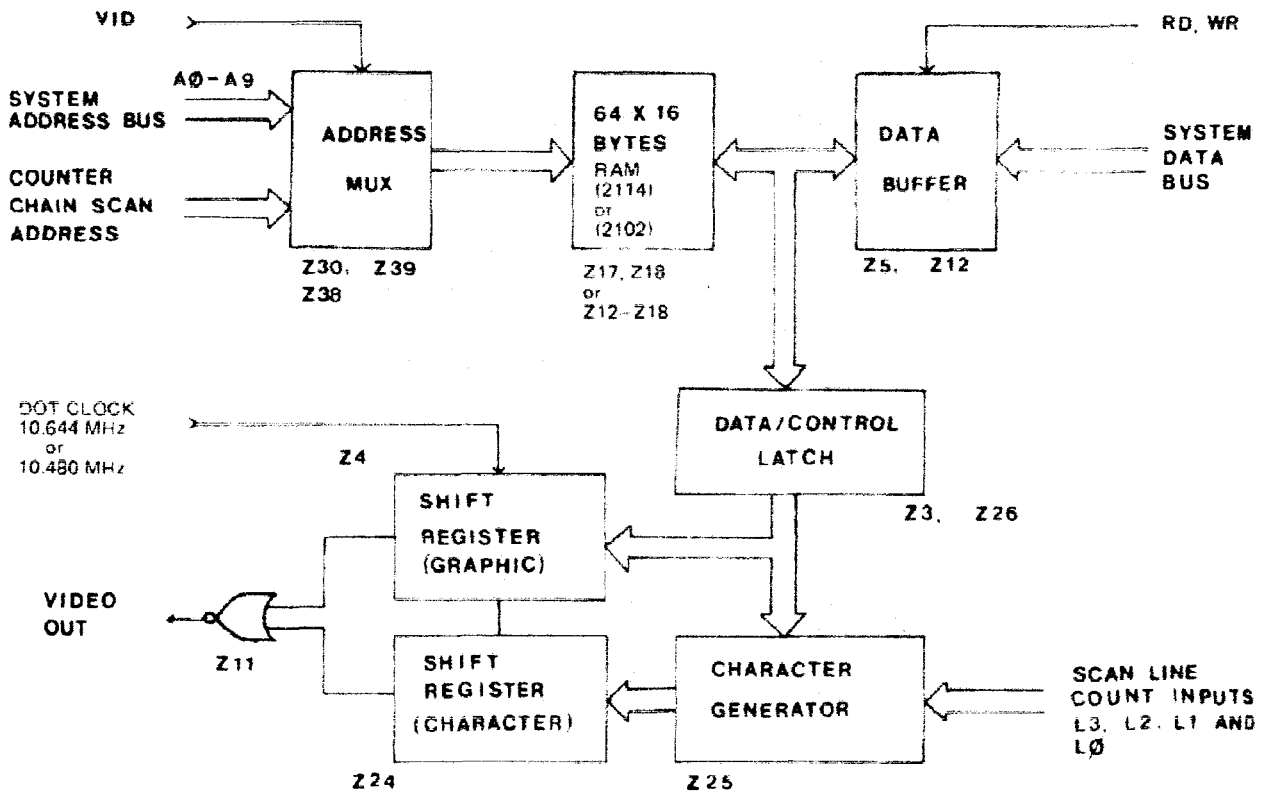 VID
RD, WR
AØ-A9
SYSTEM
ADDRESS BUS
COUNTER
CHAIN SCAN
ADDRESS
ADDRESS
MUX
Z30, Z39
Z38
64 X 16
BYTES
RAM
(2114)
or
(2102)
Z17, Z18
or
Z12-Z18
DATA
BUFFER
Z5, Z12
SYSTEM
DATA
BUS
DOT CLOCK
10.644 MHz
or
10.480 MHz
Z4
DATA/CONTROL
LATCH
Z3, Z26
SHIFT
REGISTER
(GRAPHIC)
VIDEO
OUT
Z11
SHIFT
REGISTER
(CHARACTER)
Z24
CHARACTER
GENERATOR
Z25
SCAN LINE
COUNT INPUTS
L3, L2, L1 AND
LØ